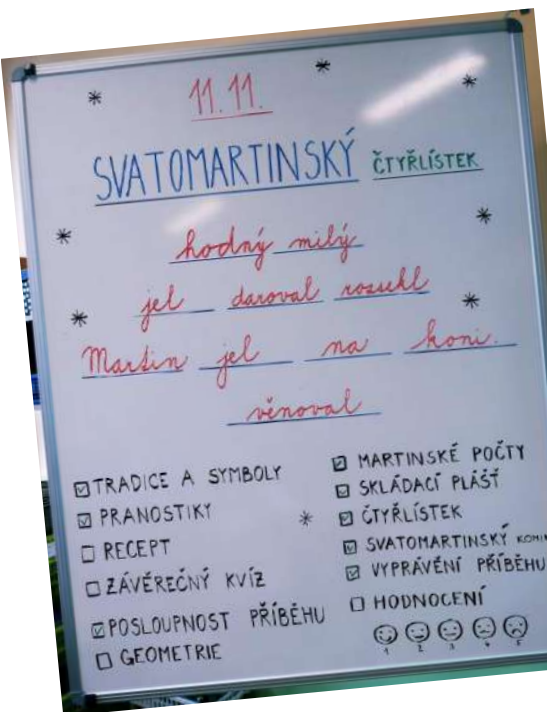 11.11.
SVATOMARTINSKÝ ČTYŘLÍSTEK
hodný milý
jel daroval rozsekl
Martin jel na koni.
věnoval
TRADICE A SYMBOLY
PRANOSTIKY
RECEPT
ZÁVĚREČNÝ KVÍZ
POSLOUPNOST PŘÍBĚHU
GEOMETRIE
MARTINSKÉ POČTY
SKLÁDACÍ PLÁŠŤ
ČTYŘLÍSTEK
SVATOMARTINSKÝ
VYPRÁVĚNÍ PŘÍBĚHU
HODNOCENÍ
1 2 3 4 5